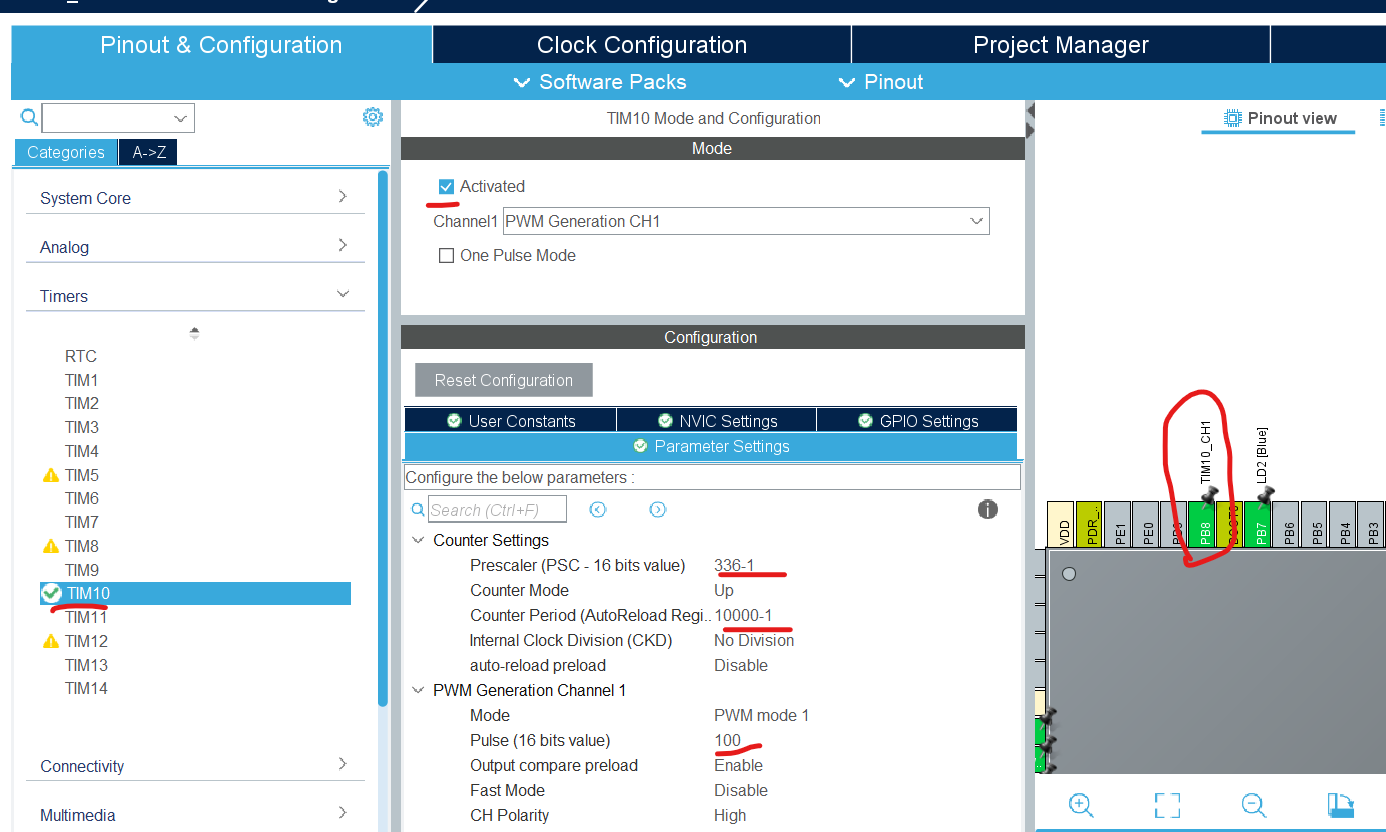 Pinout & Configuration
Clock Configuration
Project Manager
Software Packs
Pinout
TIM10 Mode and Configuration
Pinout view
Categories
A->Z
Mode
System Core
Activated
Channel1 PWM Generation CH1
Analog
One Pulse Mode
Timers
Configuration
RTC
TIM1
TIM2
TIM3
TIM4
TIM5
TIM6
TIM7
TIM8
TIM9
TIM10
TIM11
TIM12
TIM13
TIM14
Connectivity
Multimedia
Reset Configuration
User Constants
NVIC Settings
GPIO Settings
Parameter Settings
Configure the below parameters :
Search (Ctrl+F)
Counter Settings
Prescaler (PSC - 16 bits value) 336-1
Counter Mode Up
Counter Period (AutoReload Regi.. 10000-1
Internal Clock Division (CKD) No Division
auto-reload preload Disable
PWM Generation Channel 1
Mode PWM mode 1
Pulse (16 bits value) 100
Output compare preload Enable
Fast Mode Disable
CH Polarity High
TIM10_CH1
LD2 [Blue]
VDD
PDR_..
PE1
PE0
PB8
PB7
PB6
PB5
PB4
PB3